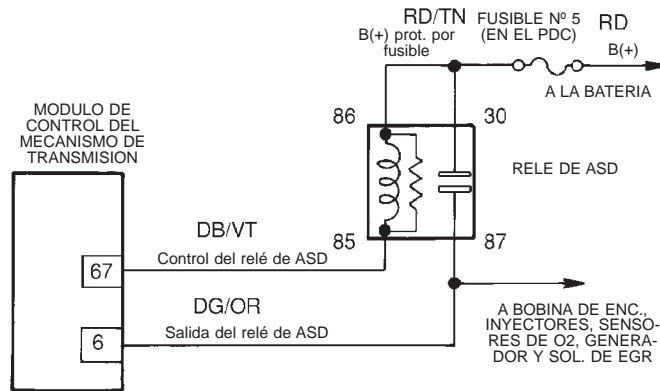 RD/TN
B(+) prot. por
fusible
FUSIBLE Nº 5
(EN EL PDC)
RD
B(+)
A LA BATERIA
MODULO DE
CONTROL DEL
MECANISMO DE
TRANSMISION
86
30
RELE DE ASD
DB/VT
85
87
67
Control del relé de ASD
DG/OR
6
Salida del relé de ASD
A BOBINA DE ENC.,
INYECTORES, SENSO-
RES DE O2, GENERA-
DOR Y SOL. DE EGR